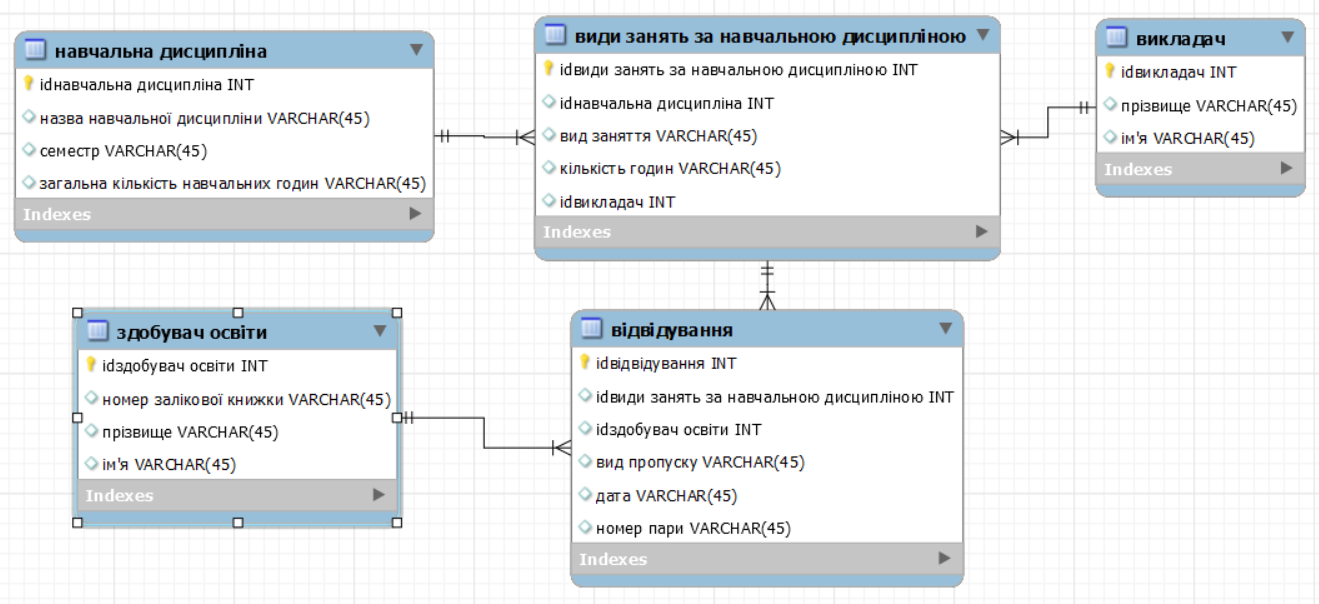 навчальна дисципліна
idнавчальна дисципліна INT
назва навчальної дисципліни VARCHAR(45)
семестр VARCHAR(45)
загальна кількість навчальних годин VARCHAR(45)
Indexes
види занять за навчальною дисципліною
idвиди занять за навчальною дисципліною INT
idнавчальна дисципліна INT
вид заняття VARCHAR(45)
кількість годин VARCHAR(45)
idвикладач INT
Indexes
викладач
idвикладач INT
прізвище VARCHAR(45)
ім'я VARCHAR(45)
Indexes
здобувач освіти
idздобувач освіти INT
номер залікової книжки VARCHAR(45)
прізвище VARCHAR(45)
ім'я VARCHAR(45)
Indexes
відвідування
idвідвідування INT
idвиди занять за навчальною дисципліною INT
idздобувач освіти INT
вид пропуску VARCHAR(45)
дата VARCHAR(45)
номер пари VARCHAR(45)
Indexes